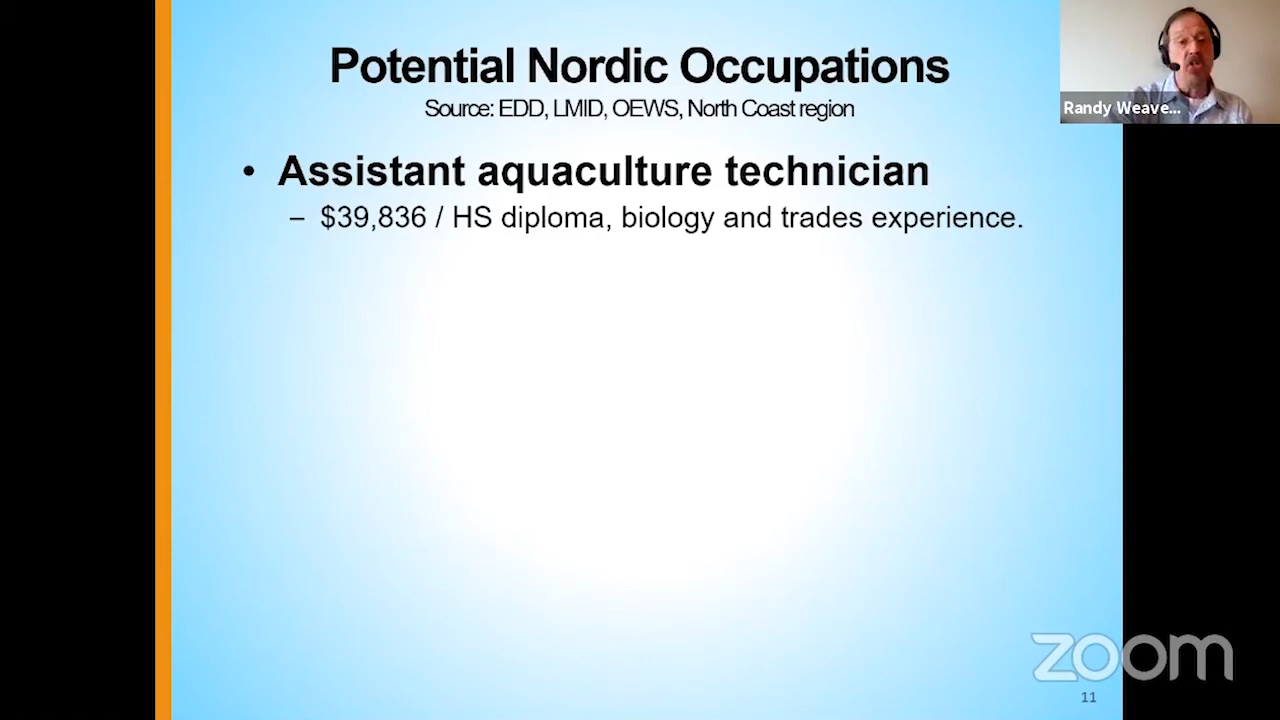 Potential Nordic Occupations
Source: EDD, LMID, OEWS, North Coast region
Randy Weave...
• Assistant aquaculture technician
– $39,836 / HS diploma, biology and trades experience.
zoom
11